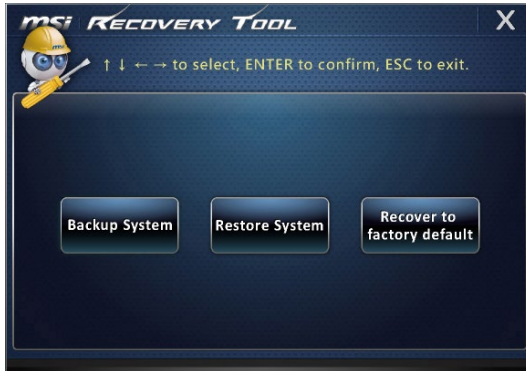 msi RECOVERY TOOL X
↑ ↓ ← → to select, ENTER to confirm, ESC to exit.
Backup System
Restore System
Recover to
factory default